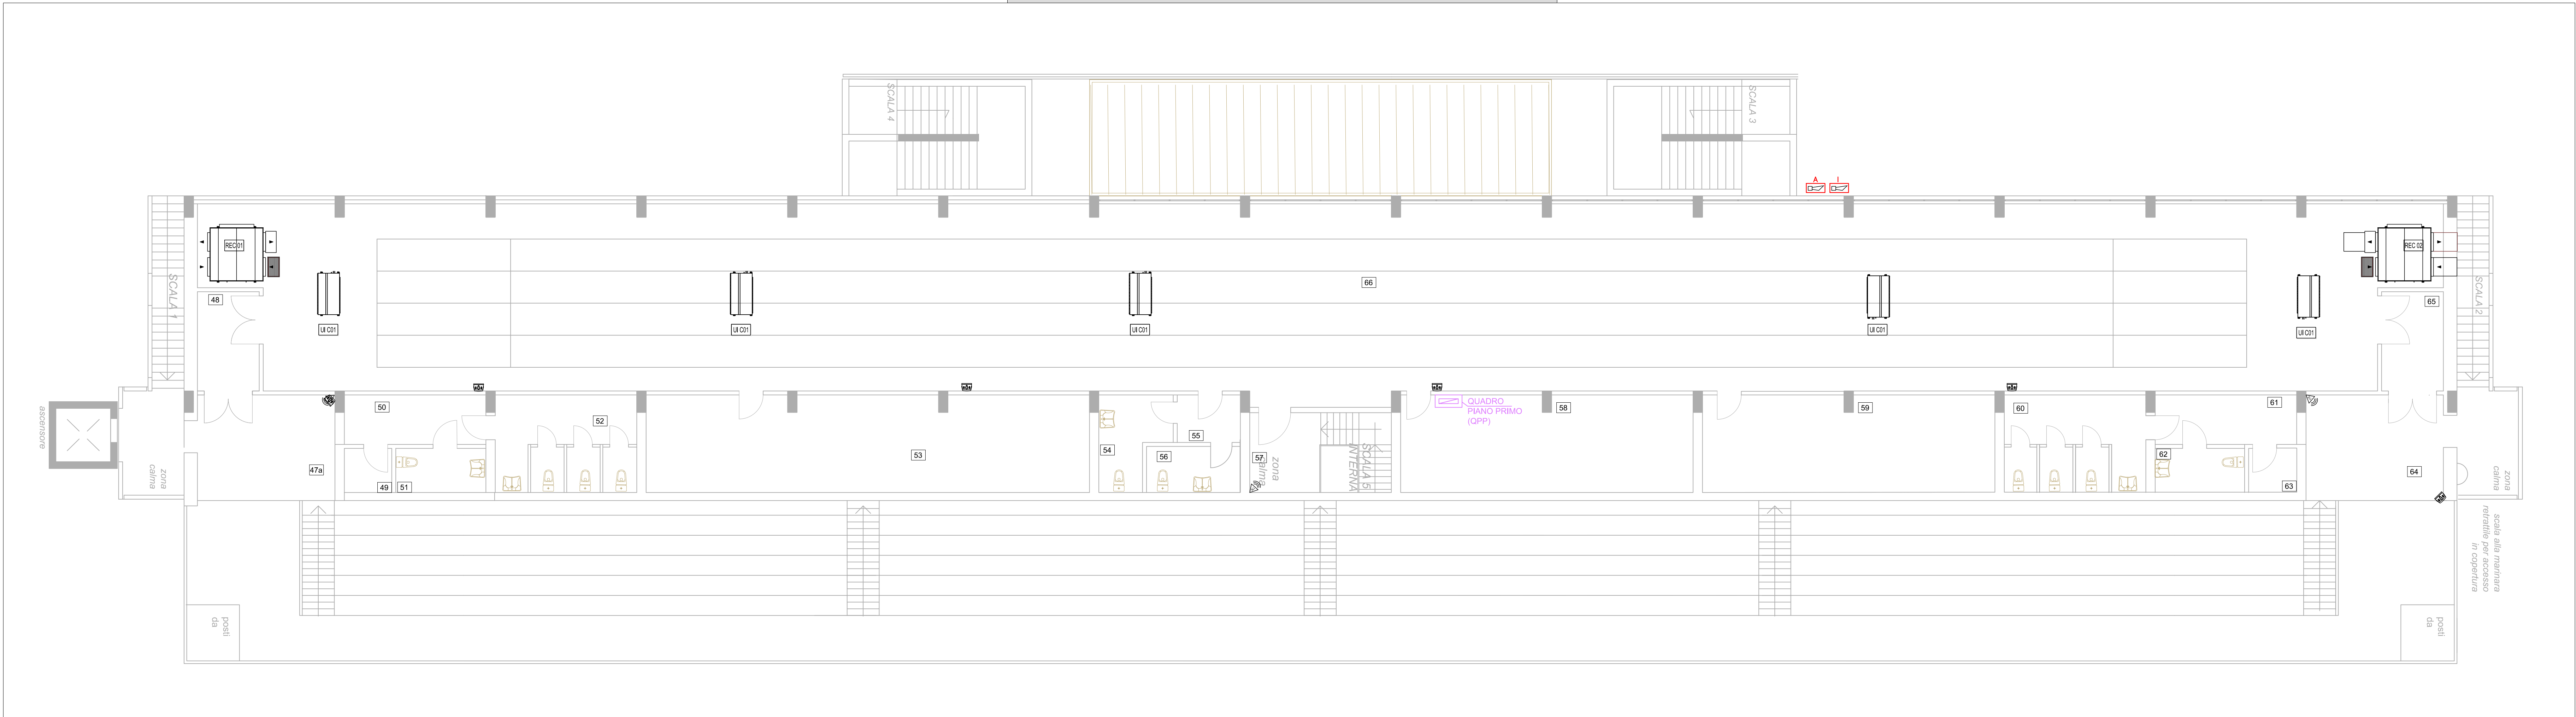 SCALA 4
SCALA 3
A
I
REC 01
REC 02
48
SCALA 1
66
65
SCALA 2
UI C01
UI C01
UI C01
UI C01
UI C01
ascensore
zona
calma
50
52
47a
49
51
53
54
55
56
57
zona
calma
SCALA 5
INTERNA
QUADRO
PIANO PRIMO
(QPP)
58
59
60
61
62
63
64
zona
calma
scala alla marinara
retrattile per accesso
in copertura
posti
da
posti
da